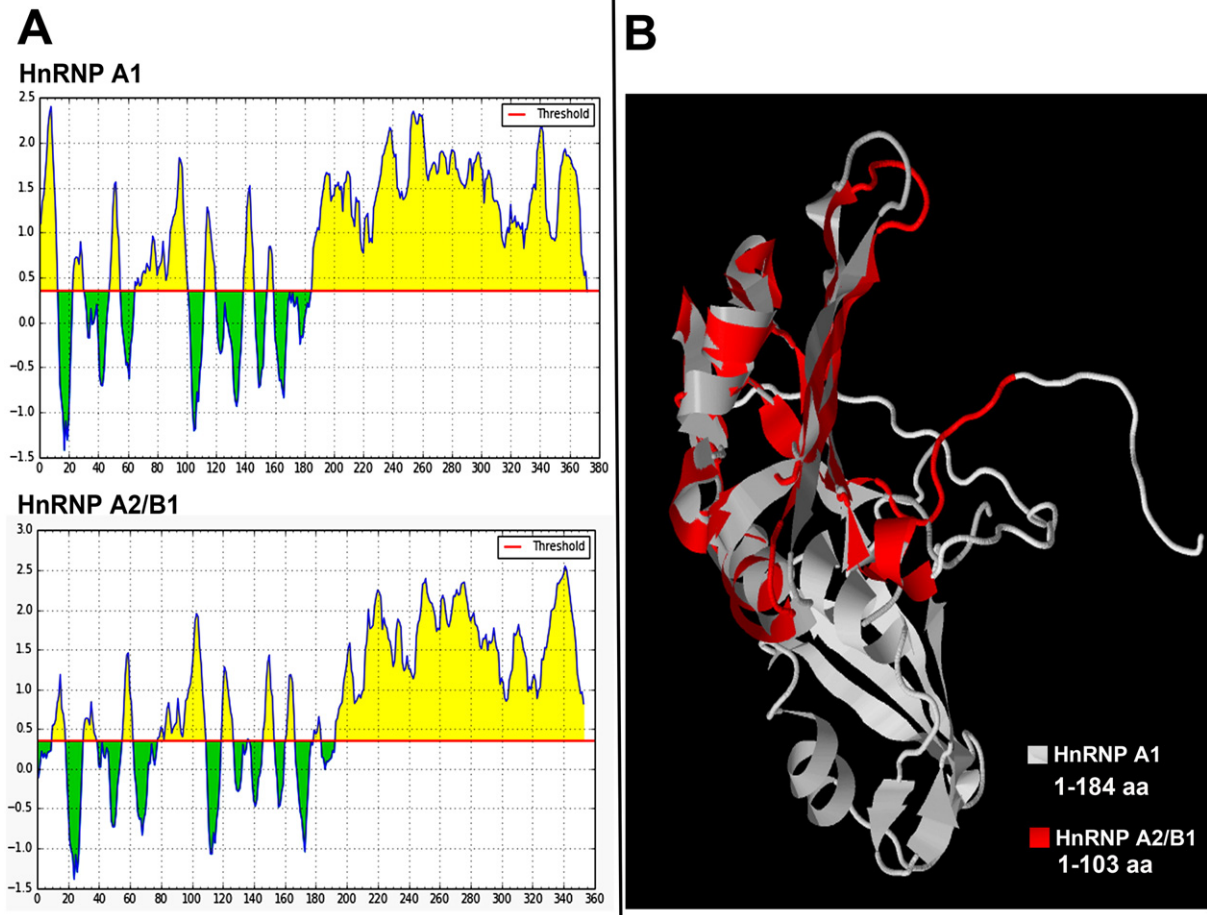 A
HnRNP A1
2.5
2.0
1.5
1.0
0.5
0.0
−0.5
−1.0
−1.5
Threshold
0 20 40 60 80 100 120 140 160 180 200 220 240 260 280 300 320 340 360 380
HnRNP A2/B1
3.0
2.5
2.0
1.5
1.0
0.5
0.0
−0.5
−1.0
−1.5
Threshold
0 20 40 60 80 100 120 140 160 180 200 220 240 260 280 300 320 340 360
B
HnRNP A1
1-184 aa
HnRNP A2/B1
1-103 aa